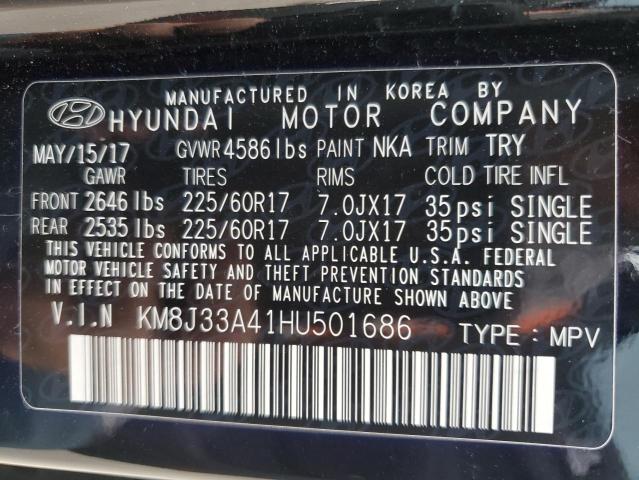 MANUFACTURED IN KOREA BY
HYUNDAI MOTOR COMPANY
MAY/15/17 GVWR 4586 lbs PAINT NKA TRIM TRY
GAWR TIRES RIMS COLD TIRE INFL
FRONT 2646 lbs 225/60R17 7.0JX17 35psi SINGLE
REAR 2535 lbs 225/60R17 7.0JX17 35psi SINGLE
THIS VEHICLE CONFORMS TO ALL APPLICABLE U.S.A. FEDERAL
MOTOR VEHICLE SAFETY AND THEFT PREVENTION STANDARDS
IN EFFECT ON THE DATE OF MANUFACTURE SHOWN ABOVE
V.I.N KM8J33A41HU501686 TYPE : MPV